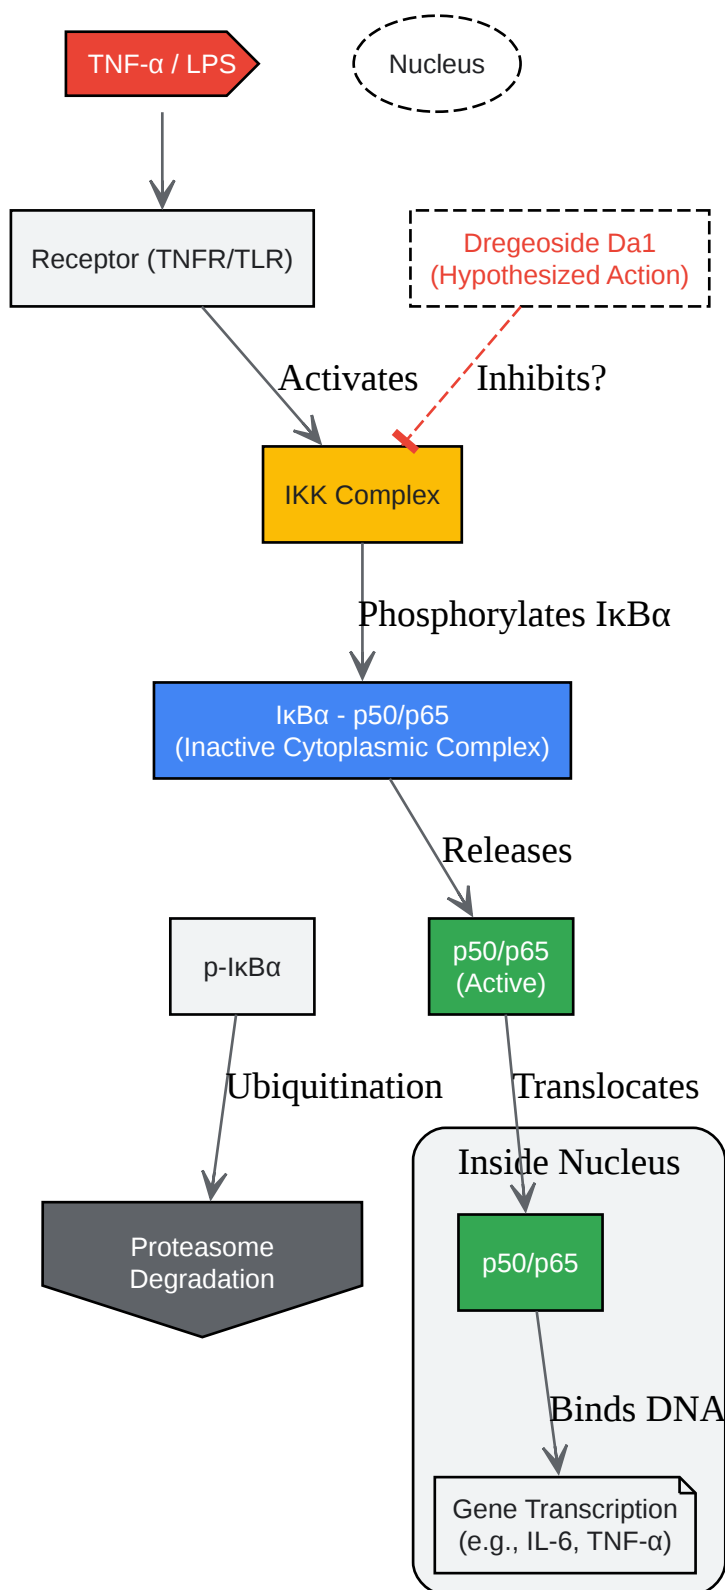 TNF-α / LPS
Nucleus
Receptor (TNFR/TLR)
Dregeoside Da1
(Hypothesized Action)
Activates
Inhibits?
IKK Complex
Phosphorylates IκBα
IκBα - p50/p65
(Inactive Cytoplasmic Complex)
Releases
p-IκBα
p50/p65
(Active)
Ubiquitination
Translocates
Inside Nucleus
Proteasome
Degradation
p50/p65
Binds DNA
Gene Transcription
(e.g., IL-6, TNF-α)